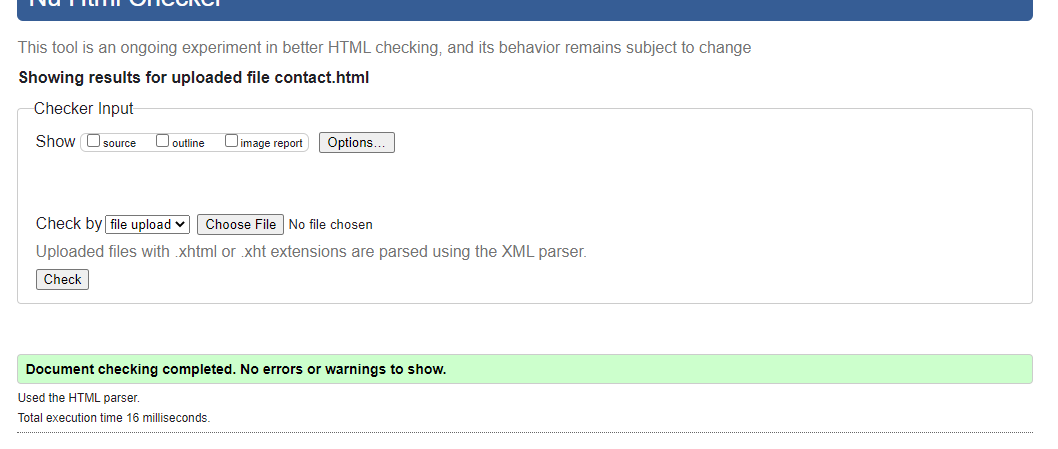 Nu Html Checker
This tool is an ongoing experiment in better HTML checking, and its behavior remains subject to change
Showing results for uploaded file contact.html
Checker Input
Show source outline image report Options...
Check by file upload Choose File No file chosen
Uploaded files with .xhtml or .xht extensions are parsed using the XML parser.
Check
Document checking completed. No errors or warnings to show.
Used the HTML parser.
Total execution time 16 milliseconds.